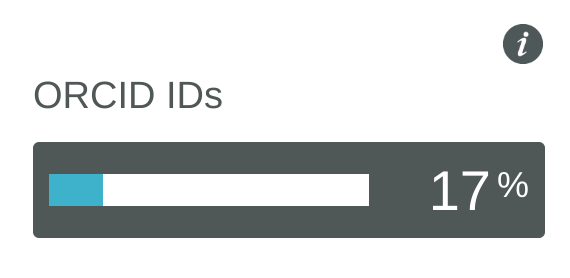 i
ORCID IDs
17 %